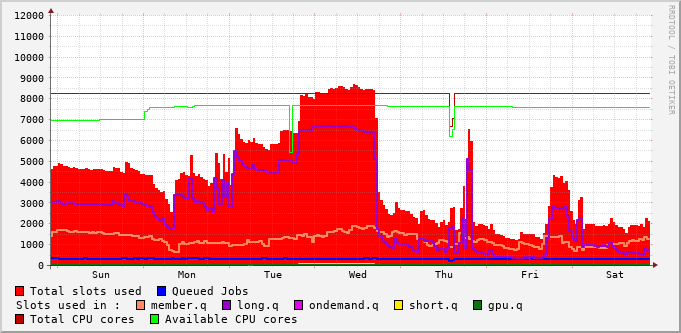 12000
11000
10000
9000
8000
7000
6000
5000
4000
3000
2000
1000
0
Sun Mon Tue Wed Thu Fri Sat
RRDTOOL / TOBI OETIKER
Total slots used Queued Jobs
Slots used in : member.q long.q ondemand.q short.q gpu.q
Total CPU cores Available CPU cores